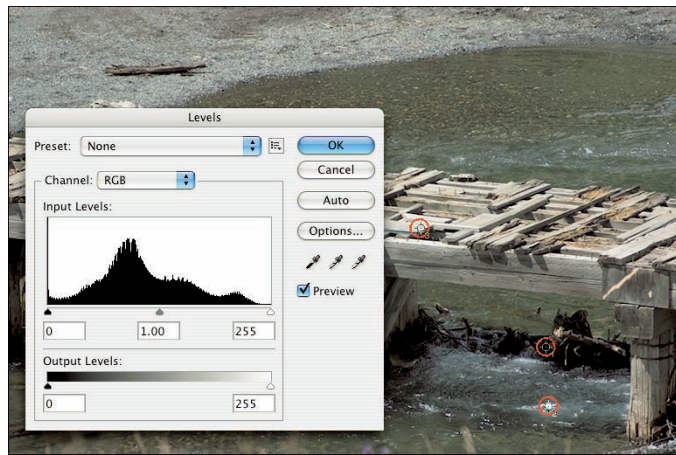 Levels
Preset: None
OK
Cancel
Auto
Options...
Preview
Channel: RGB
Input Levels:
0 1.00 255
Output Levels:
0 255